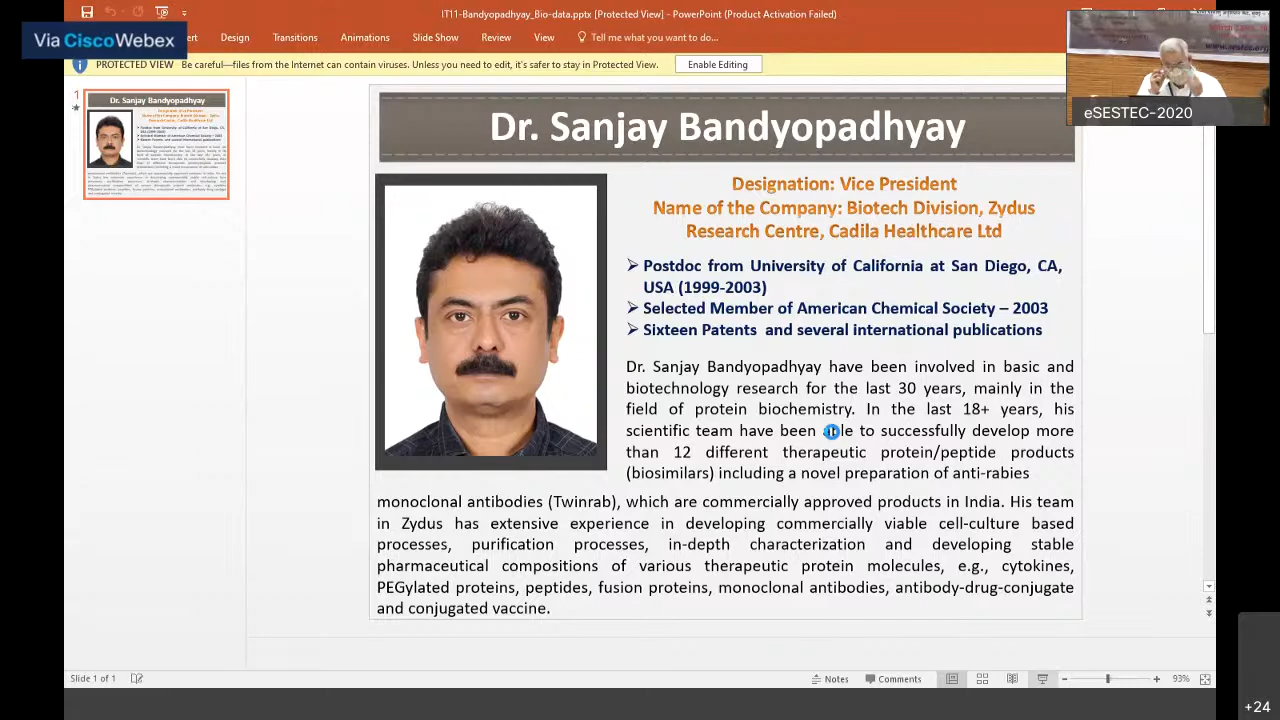 IT11-Bandyopadhyay_Bio-data.pptx [Protected View] - PowerPoint (Product Activation Failed)
Via Cisco Webex
Design Transitions Animations Slide Show Review View Tell me what you want to do...
PROTECTED VIEW Be careful—files from the Internet can contain viruses. Unless you need to edit, it's safer to stay in Protected View. Enable Editing
www.sestec.org
eSESTEC-2020
1
Dr. Sanjay Bandyopadhyay
Dr. Sanjay Bandyopadhyay
Designation: Vice President
Name of the Company: Biotech Division, Zydus
Research Centre, Cadila Healthcare Ltd
➢ Postdoc from University of California at San Diego, CA,
USA (1999-2003)
➢ Selected Member of American Chemical Society – 2003
➢ Sixteen Patents and several international publications
Dr. Sanjay Bandyopadhyay have been involved in basic and
biotechnology research for the last 30 years, mainly in the
field of protein biochemistry. In the last 18+ years, his
scientific team have been able to successfully develop more
than 12 different therapeutic protein/peptide products
(biosimilars) including a novel preparation of anti-rabies
monoclonal antibodies (Twinrab), which are commercially approved products in India. His team
in Zydus has extensive experience in developing commercially viable cell-culture based
processes, purification processes, in-depth characterization and developing stable
pharmaceutical compositions of various therapeutic protein molecules, e.g., cytokines,
PEGylated proteins, peptides, fusion proteins, monoclonal antibodies, antibody-drug-conjugate
and conjugated vaccine.
Slide 1 of 1 Notes Comments 93%
+24